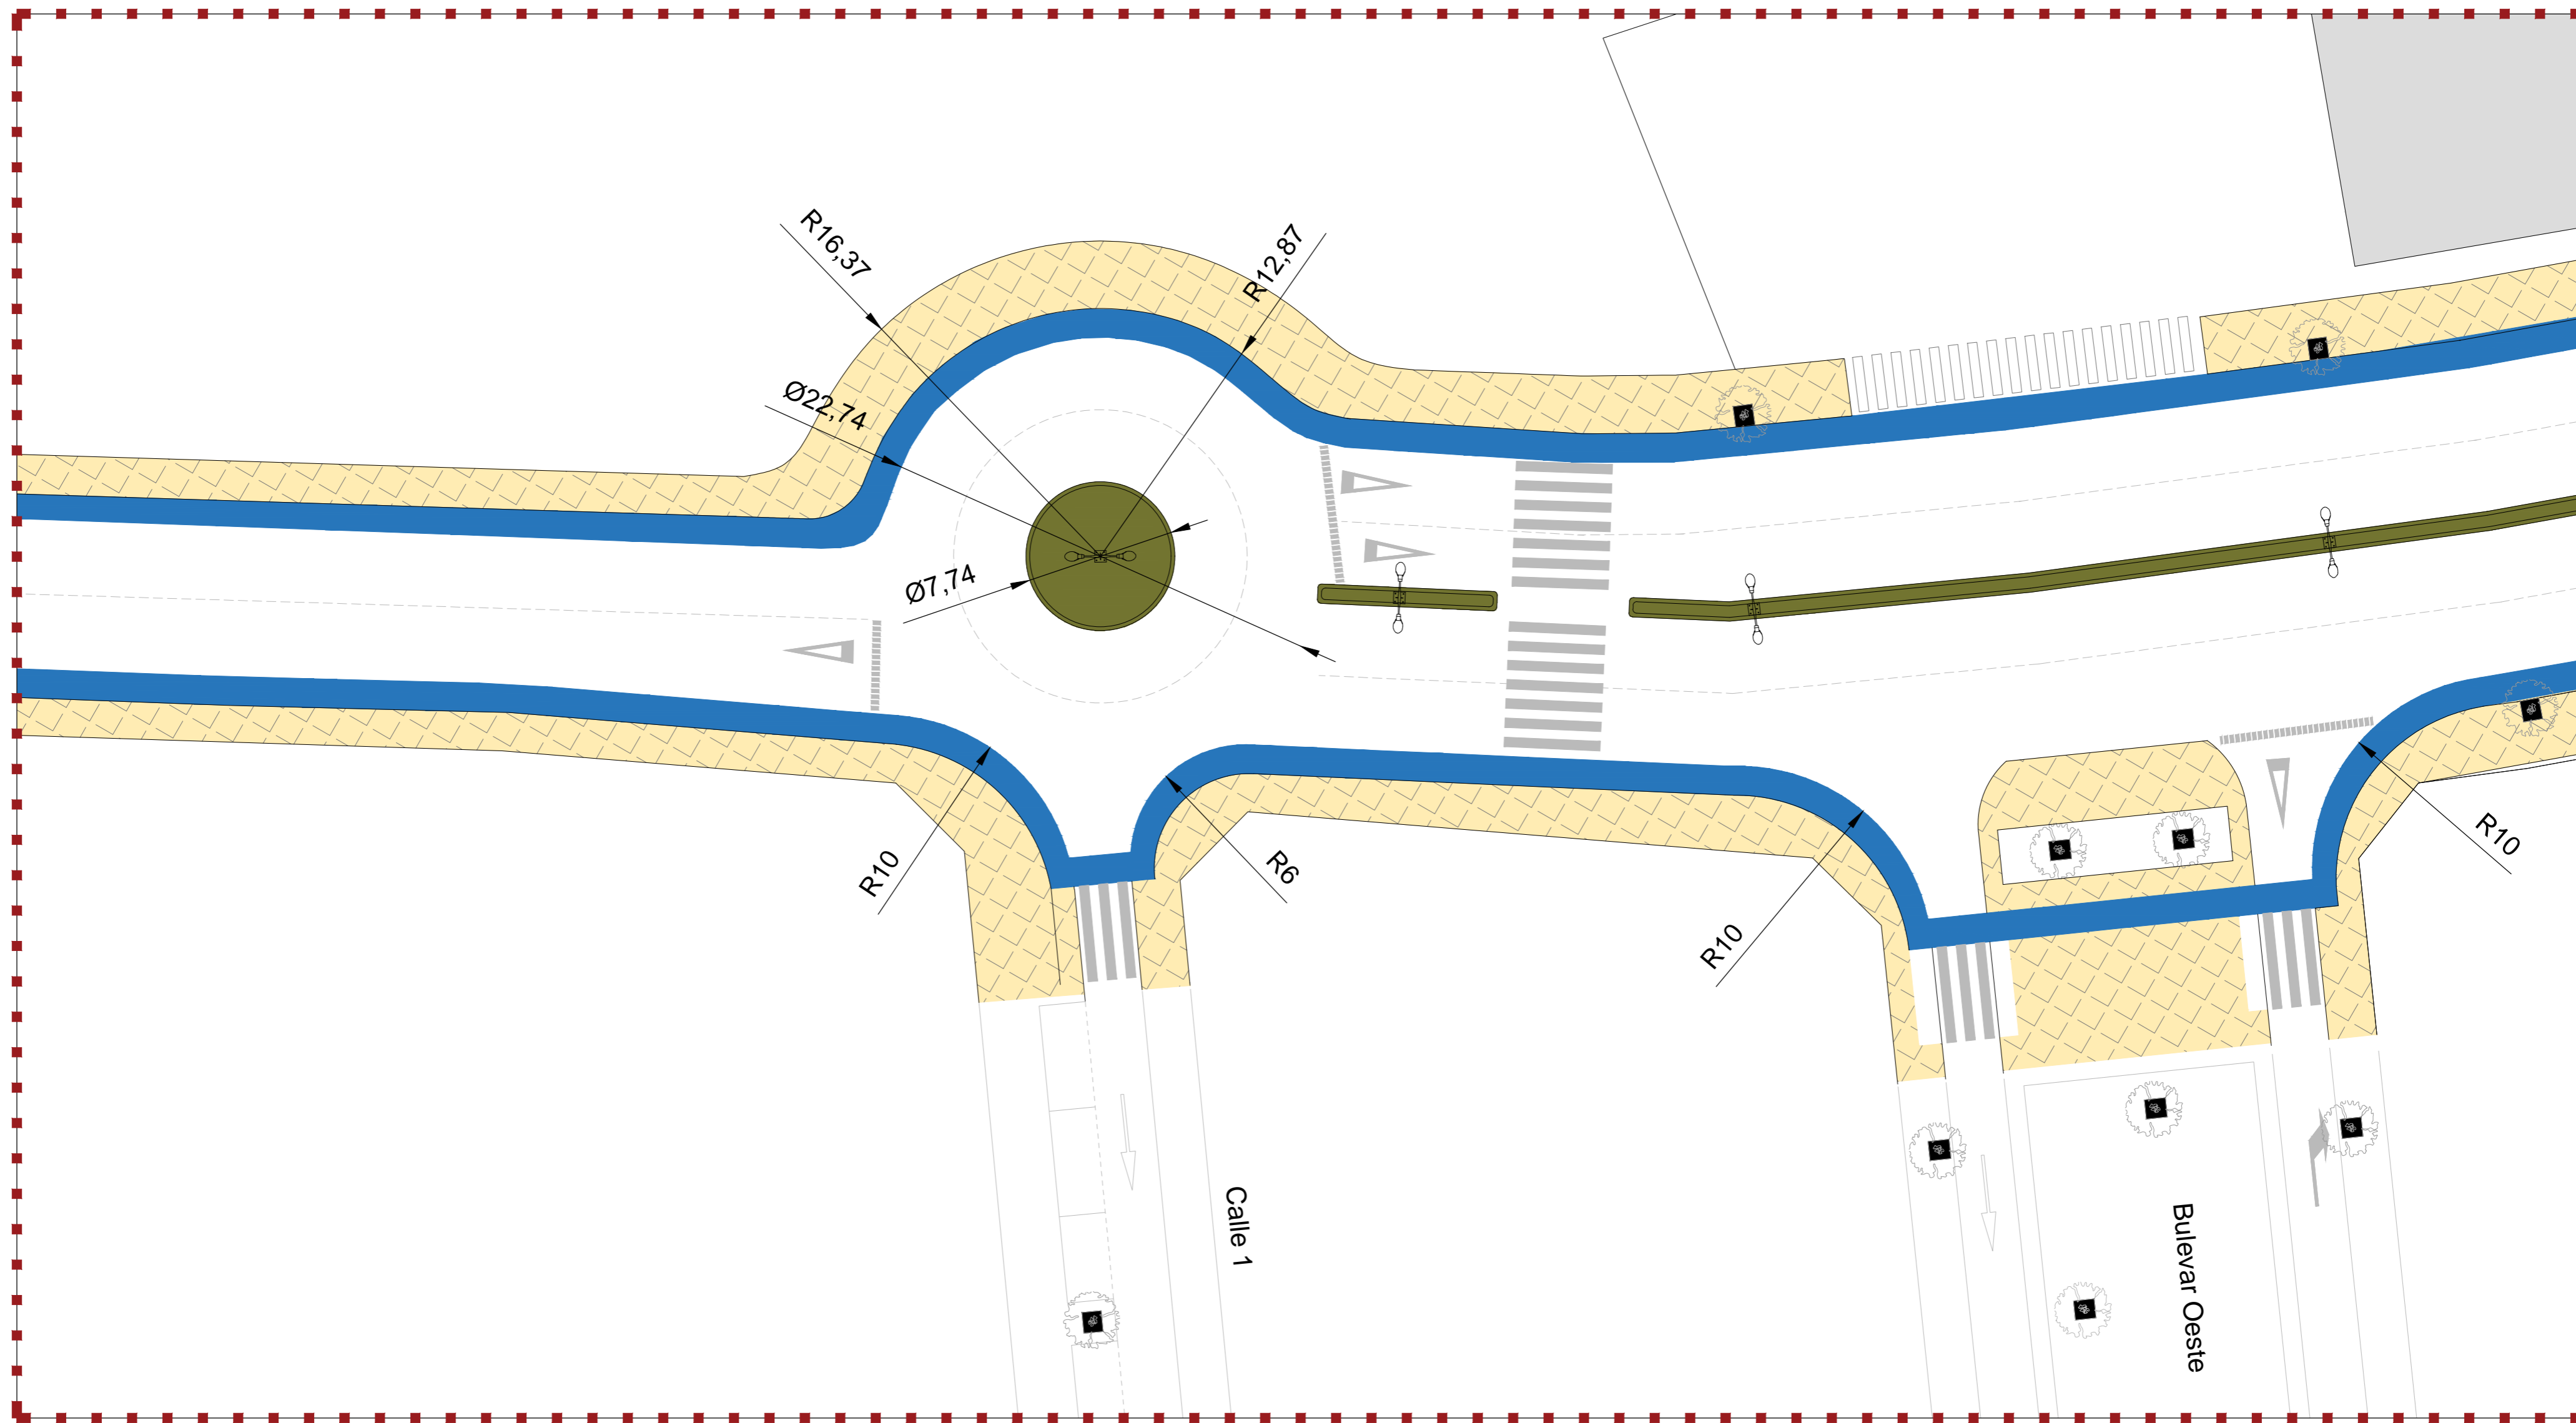 R16,37
R12,87
Ø22,74
Ø7,74
R10
R6
R10
R10
Calle 1
Bulevar Oeste